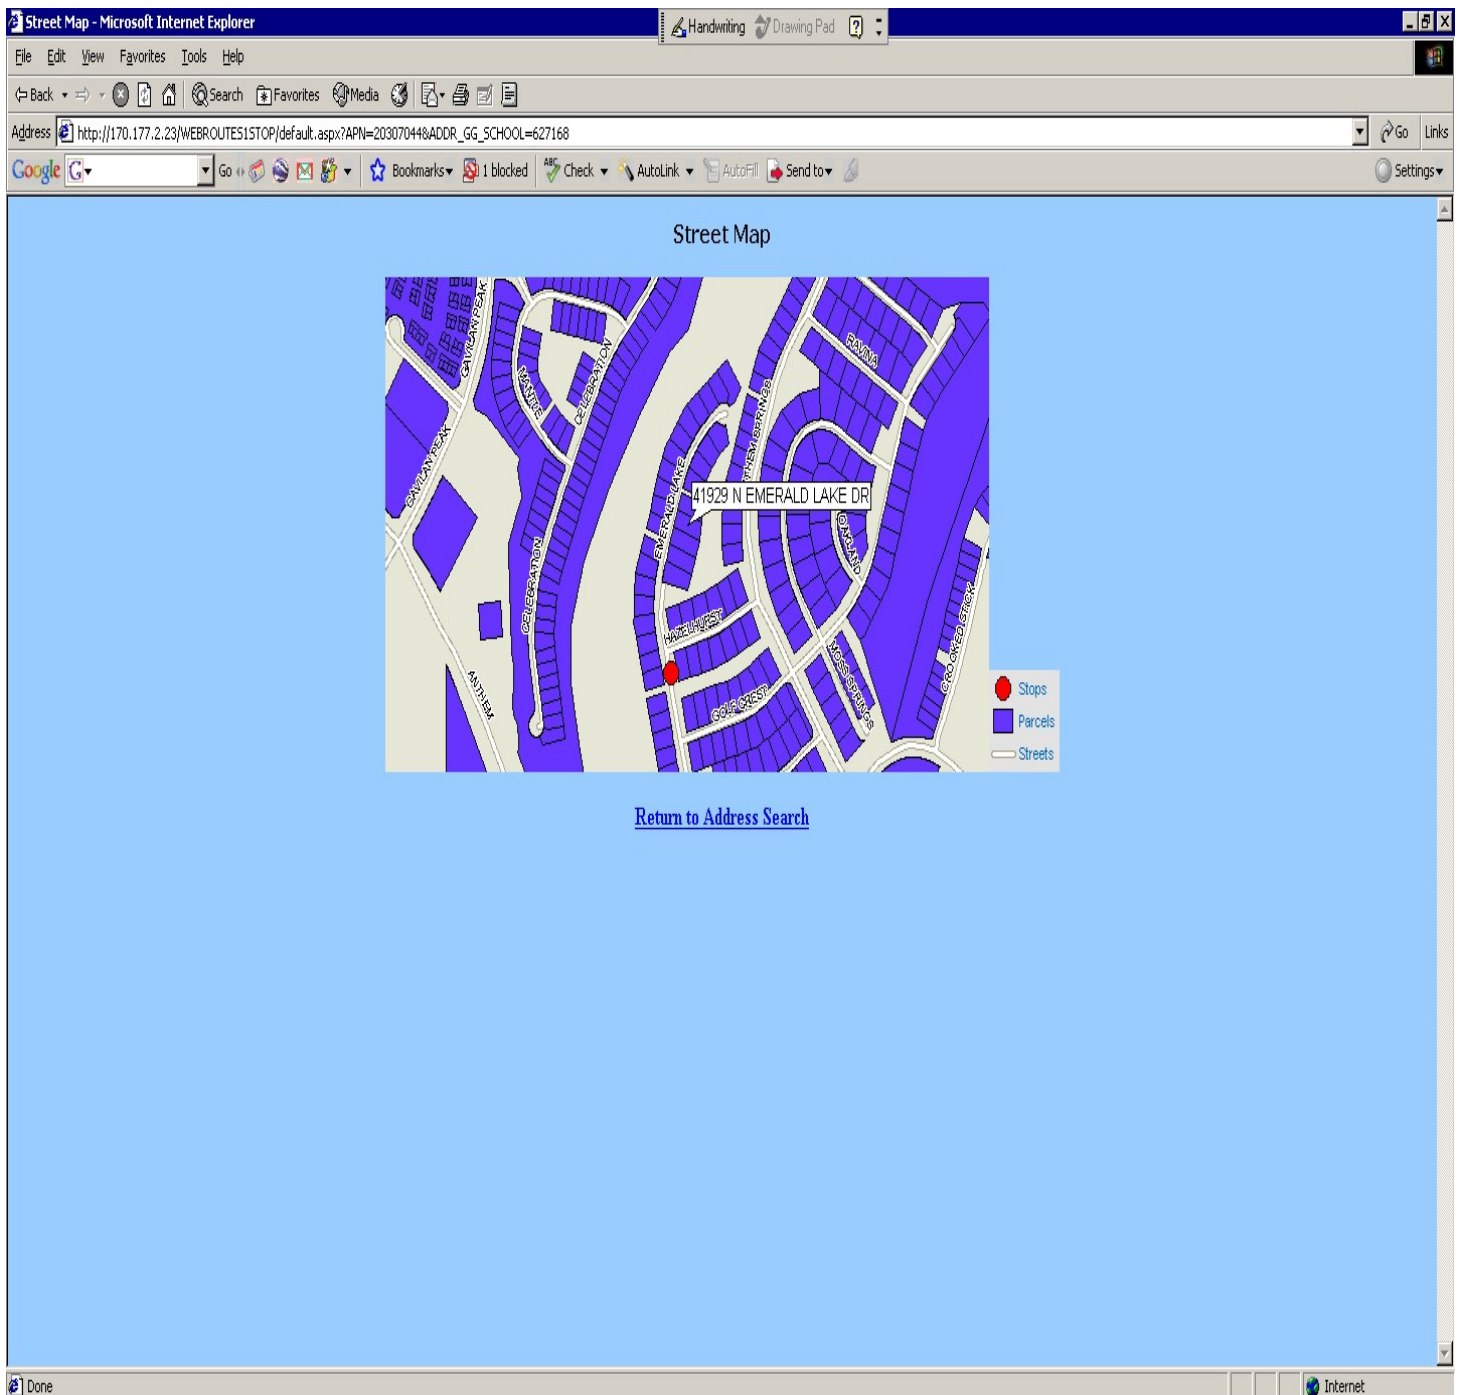 Street Map - Microsoft Internet Explorer
Handwriting Drawing Pad
File Edit View Favorites Tools Help
Back Search Favorites Media
Address http://170.177.2.23/WEBROUTES1STOP/default.aspx?APN=20307044&ADDR_GG_SCHOOL=627168 Go Links
Google G Go Bookmarks 1 blocked ABC Check AutoLink AutoFill Send to Settings
Street Map
GAVILAN PEAK
MANTLE
CELEBRATION
RAVINA
GAVILAN PEAK
EMERALD LAKE
THEM SPRINGS
41929 N EMERALD LAKE DR
OAKLAND
CELEBRATION
HAZELHURST
CROOKED STICK
ANTHEM
GOLF CREST
MOSS SPRINGS
Stops
Parcels
Streets
Return to Address Search
Done Internet